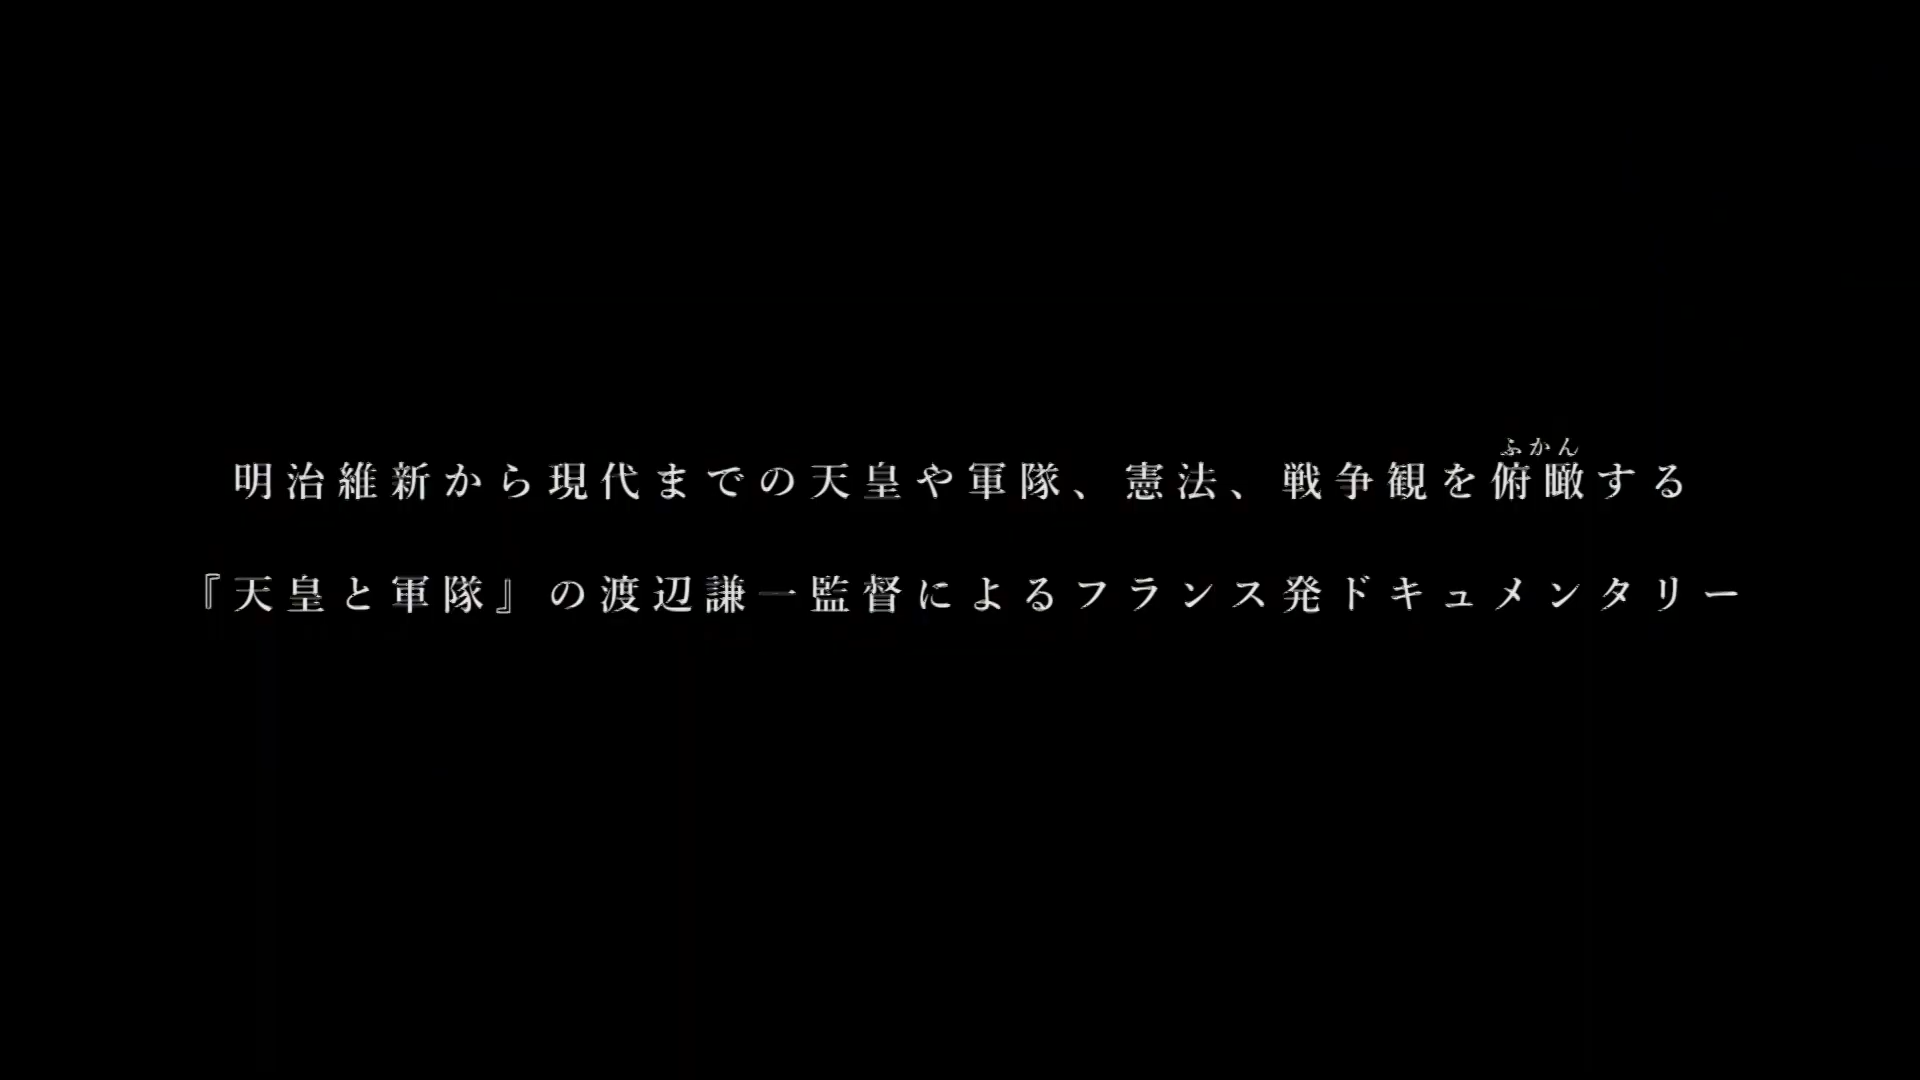 ふかん
明治維新から現代までの天皇や軍隊、憲法、戦争観を俯瞰する
『天皇と軍隊』の渡辺謙一監督によるフランス発ドキュメンタリー